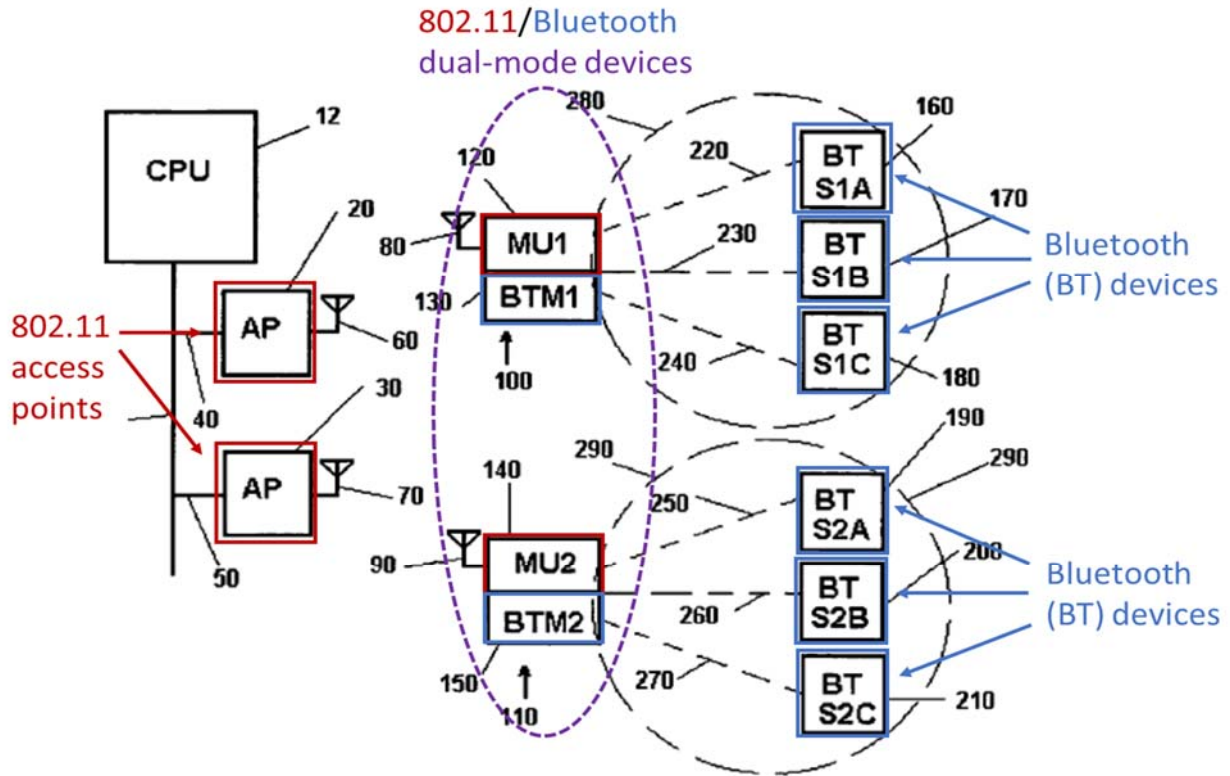 802.11/Bluetooth
dual-mode devices
280
12
CPU
120
220
BT
S1A
160
20
80
MU1
230
170
BT
S1B
Bluetooth
(BT) devices
130
BTM1
802.11
access
points
AP
60
40
100
240
BT
S1C
180
30
190
290
290
140
250
BT
S2A
AP
70
50
90
MU2
BTM2
260
200
BT
S2B
Bluetooth
(BT) devices
150
110
270
BT
S2C
210